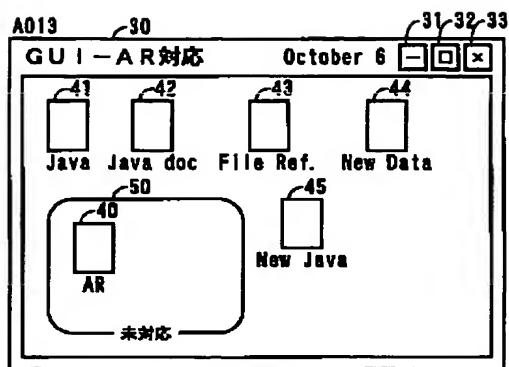 A013 30 31 32 33
GUI-AR対応 October 6
41 42 43 44
Java Java doc File Ref. New Data
50 45
40
AR New Java
未対応